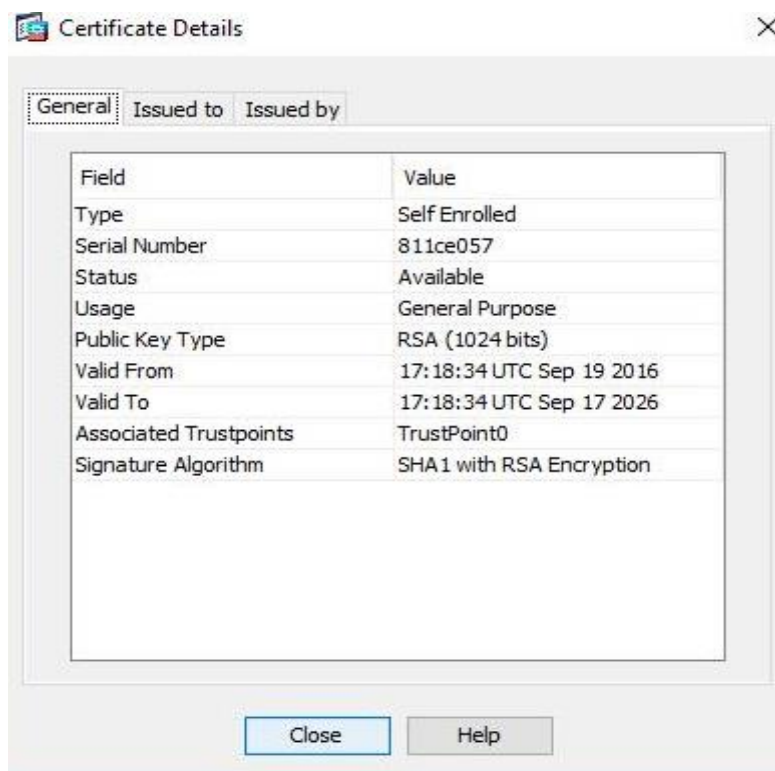 Certificate Details
General Issued to Issued by
Field Value
Type Self Enrolled
Serial Number 811ce057
Status Available
Usage General Purpose
Public Key Type RSA (1024 bits)
Valid From 17:18:34 UTC Sep 19 2016
Valid To 17:18:34 UTC Sep 17 2026
Associated Trustpoints TrustPoint0
Signature Algorithm SHA1 with RSA Encryption
Close Help